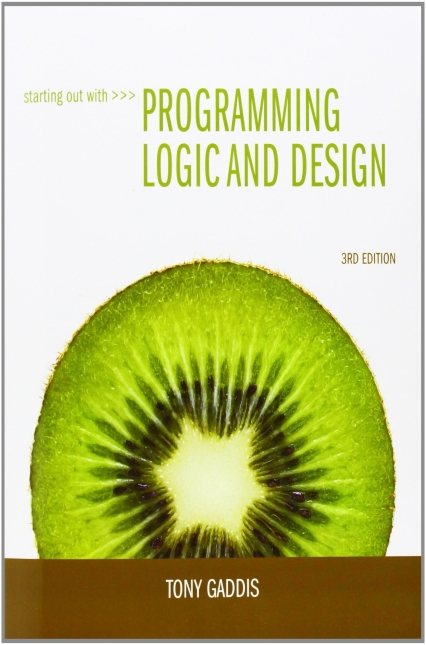 starting out with >>> PROGRAMMING
LOGIC AND DESIGN
3RD EDITION
TONY GADDIS